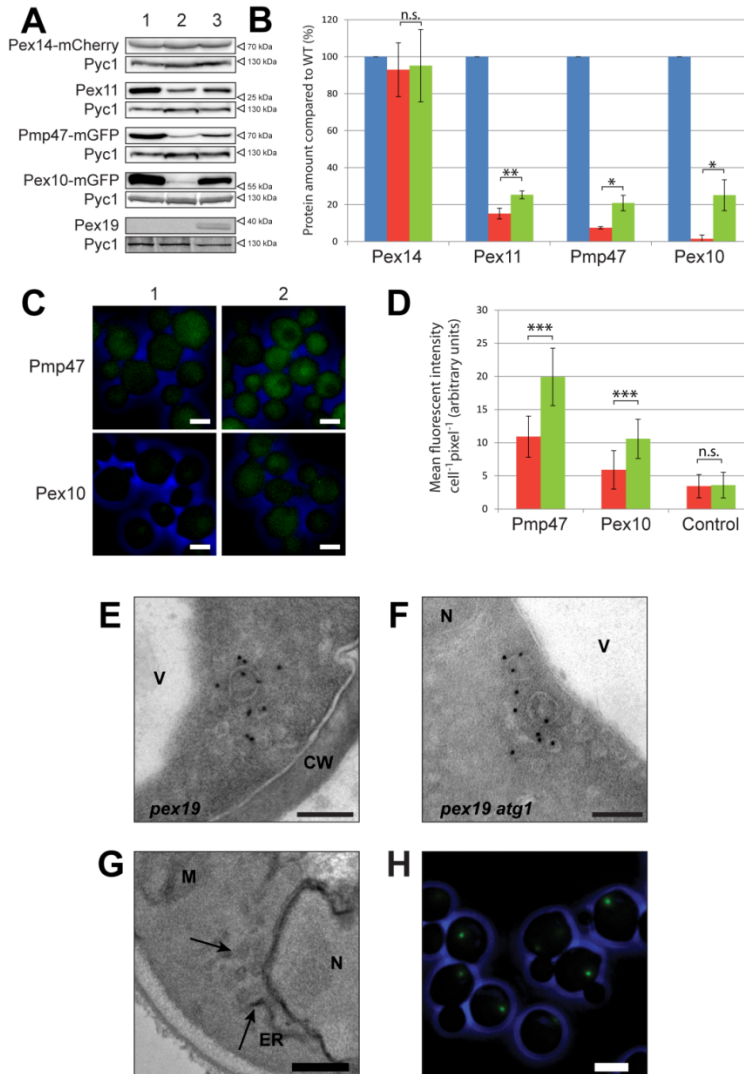 A
1 2 3
Pex14-mCherry 70 kDa
Pyc1 130 kDa
Pex11 25 kDa
Pyc1 130 kDa
Pmp47-mGFP 70 kDa
Pyc1 130 kDa
Pex10-mGFP 55 kDa
Pyc1 130 kDa
Pex19 40 kDa
Pyc1 130 kDa
B
Protein amount compared to WT (%)
120
100
80
60
40
20
0
n.s.
**
*
*
Pex14 Pex11 Pmp47 Pex10
C
1 2
Pmp47
Pex10
D
Mean fluorescent intensity
cell⁻¹ pixel⁻¹ (arbitrary units)
30
25
20
15
10
5
0
***
***
n.s.
Pmp47 Pex10 Control
E
V
CW
pex19
F
N
V
pex19 atg1
G
M
N
ER
H